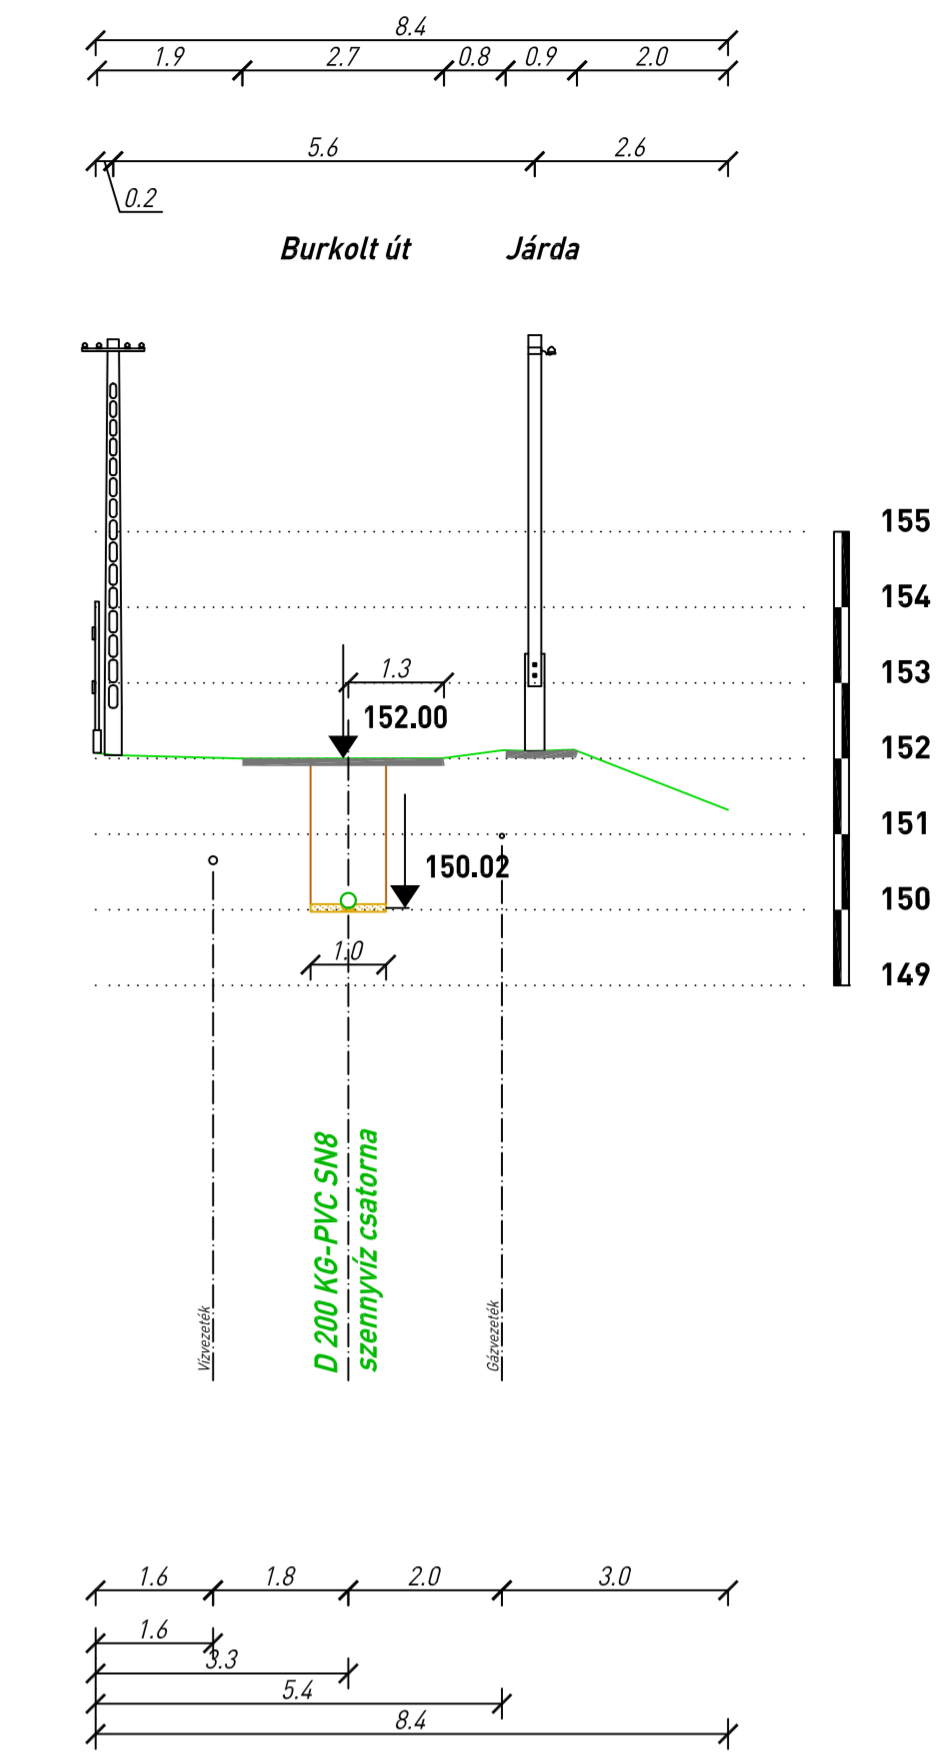 8.4
1.9 2.7 0.8 0.9 2.0
5.6 2.6
0.2
Burkolt út Járda
155
154
153
1.3
152.00
152
151
150.02
150
1.0
149
D 200 KG-PVC SN8
szennyvíz csatorna
Vízvezeték
Gázvezeték
1.6 1.8 2.0 3.0
1.6
3.3
5.4
8.4